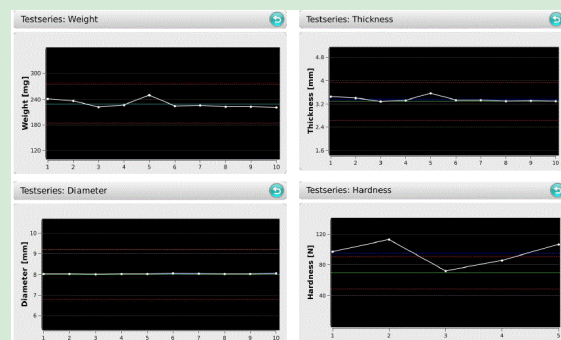 Testseries: Weight
Weight [mg]
300
240
180
120
1 2 3 4 5 6 7 8 9 10
Testseries: Thickness
Thickness [mm]
4.8
4
3.2
2.4
1.6
1 2 3 4 5 6 7 8 9 10
Testseries: Diameter
Diameter [mm]
10
9
8
7
6
1 2 3 4 5 6 7 8 9 10
Testseries: Hardness
Hardness [N]
120
80
40
1 2 3 4 5